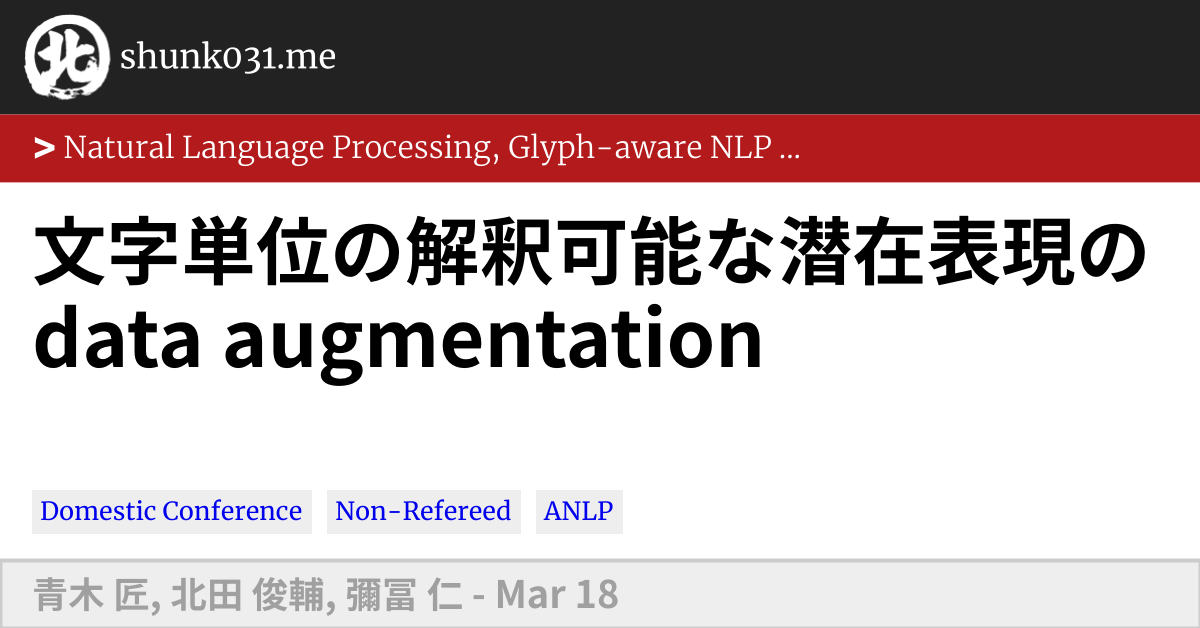 北 shunk031.me
> Natural Language Processing, Glyph-aware NLP ...
文字単位の解釈可能な潜在表現の
data augmentation
Domestic Conference Non-Refereed ANLP
青木 匠, 北田 俊輔, 彌冨 仁 - Mar 18